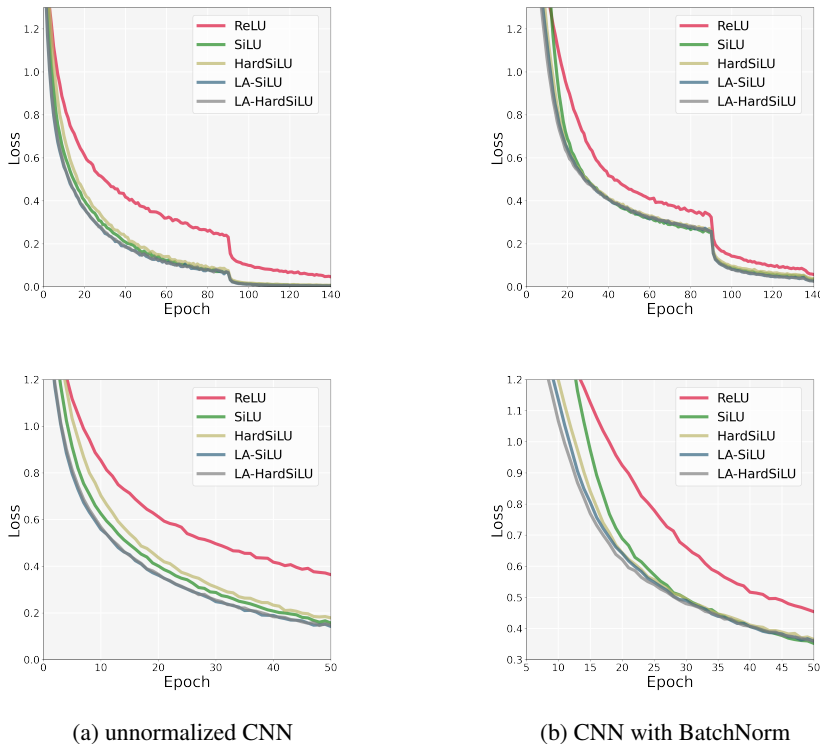 1.2
1.0
0.8
0.6
0.4
0.2
0.0
Loss
0 20 40 60 80 100 120 140
Epoch
ReLU
SiLU
HardSiLU
LA-SiLU
LA-HardSiLU
1.2
1.0
0.8
0.6
0.4
0.2
0.0
Loss
20 40 60 80 100 120 140
Epoch
ReLU
SiLU
HardSiLU
LA-SiLU
LA-HardSiLU
1.2
1.0
0.8
0.6
0.4
0.2
0.0
Loss
0 10 20 30 40 50
Epoch
ReLU
SiLU
HardSiLU
LA-SiLU
LA-HardSiLU
1.2
1.1
1.0
0.9
0.8
0.7
0.6
0.5
0.4
0.3
Loss
5 10 15 20 25 30 35 40 45 50
Epoch
ReLU
SiLU
HardSiLU
LA-SiLU
LA-HardSiLU
(a) unnormalized CNN
(b) CNN with BatchNorm